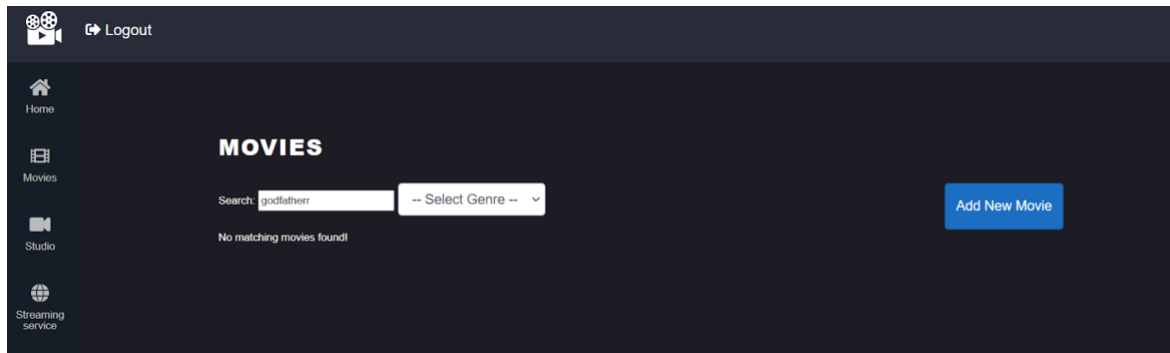 Logout
Home
Movies
Studio
Streaming
service
MOVIES
Search: godfatherr -- Select Genre --
Add New Movie
No matching movies found!